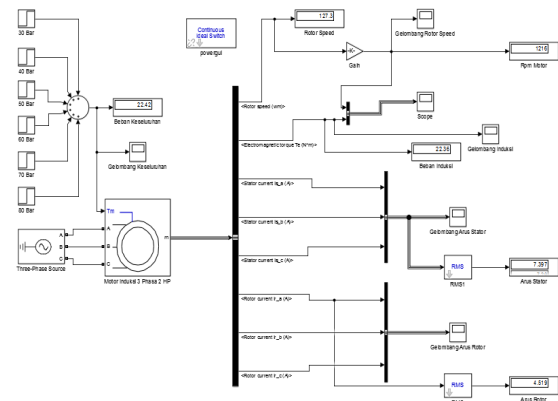 30 Bar
40 Bar
50 Bar
60 Bar
70 Bar
80 Bar
22.42
Beban Keseluruhan
Gelombang Keseluruhan
Continuous
Ideal Switch
powergui
127.3
Rotor Speed
Gelombang Rotor Speed
-K-
Gain
1216
Rpm Motor
<Rotor speed (wm)>
Scope
<Electromagnetic torque Te (N*m)>
Gelombang Induksi
22.36
Beban Induksi
Tm
A
B
C
m
A
B
C
Three-Phase Source
Motor Induksi 3 Phasa 2 HP
<Stator current is_a (A)>
<Stator current is_b (A)>
<Stator current is_c (A)>
Gelombang Arus Stator
RMS
RMS1
7.397
Arus Stator
<Rotor current ir_a (A)>
<Rotor current ir_b (A)>
<Rotor current ir_c (A)>
Gelombang Arus Rotor
RMS
4.519
Arus Rotor